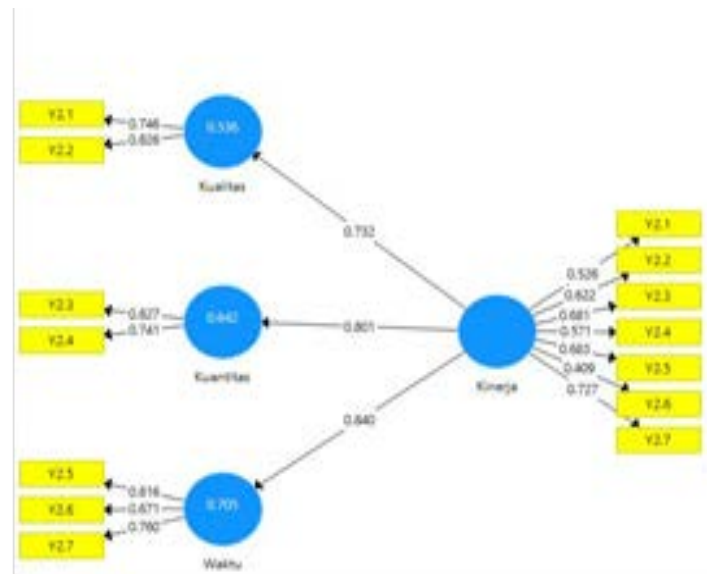 Y2.1
0.746
Y2.2
0.826
0.536
Kualitas
0.732
Y2.3
0.827
Y2.4
0.741
0.642
Kuantitas
0.801
Y2.5
0.816
Y2.6
0.671
Y2.7
0.760
0.705
Waktu
0.840
Kinerja
Y2.1
0.526
Y2.2
0.622
Y2.3
0.681
Y2.4
0.571
Y2.5
Y2.6
0.409
Y2.7
0.727